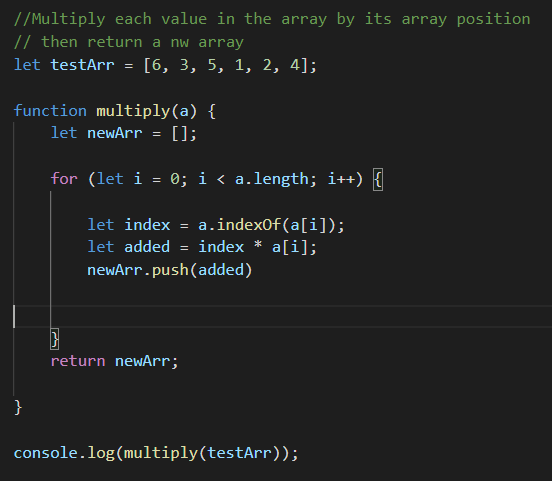 //Multiply each value in the array by its array position
// then return a nw array
let testArr = [6, 3, 5, 1, 2, 4];
function multiply(a) {
let newArr = [];
for (let i = 0; i < a.length; i++) {
let index = a.indexOf(a[i]);
let added = index * a[i];
newArr.push(added)
}
return newArr;
}
console.log(multiply(testArr));